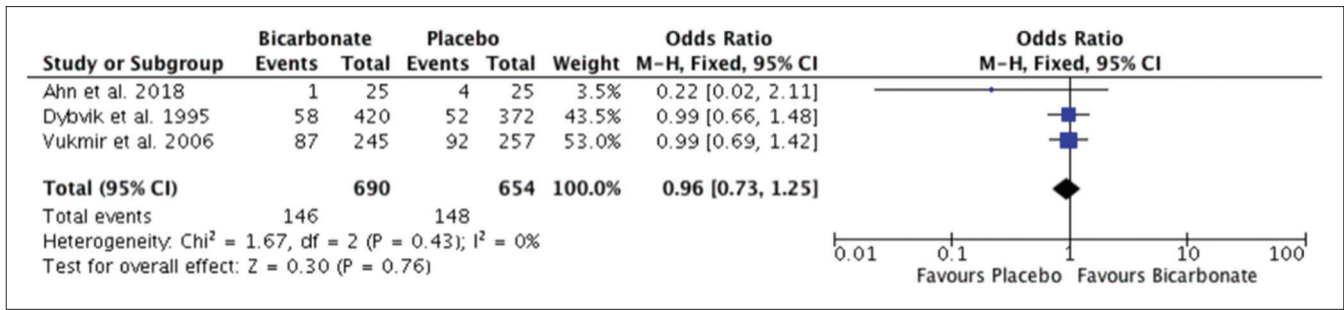 Bicarbonate Placebo Odds Ratio Odds Ratio
Study or Subgroup Events Total Events Total Weight M-H, Fixed, 95% CI M-H, Fixed, 95% CI
Ahn et al. 2018 1 25 4 25 3.5% 0.22 [0.02, 2.11]
Dybvik et al. 1995 58 420 52 372 43.5% 0.99 [0.66, 1.48]
Vukmir et al. 2006 87 245 92 257 53.0% 0.99 [0.69, 1.42]
Total (95% CI) 690 654 100.0% 0.96 [0.73, 1.25]
Total events 146 148
Heterogeneity: Chi² = 1.67, df = 2 (P = 0.43); I² = 0%
Test for overall effect: Z = 0.30 (P = 0.76)
0.01 0.1 1 10 100
Favours Placebo Favours Bicarbonate